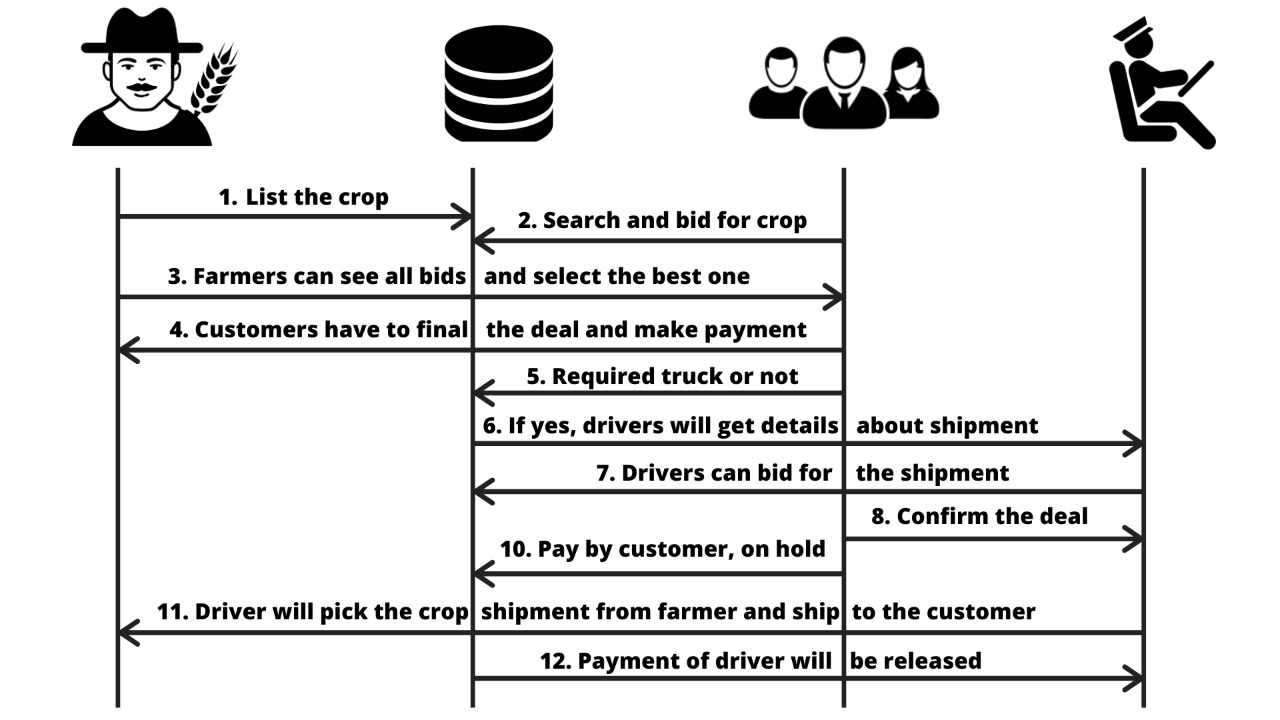 1. List the crop
2. Search and bid for crop
3. Farmers can see all bids and select the best one
4. Customers have to final the deal and make payment
5. Required truck or not
6. If yes, drivers will get details about shipment
7. Drivers can bid for the shipment
8. Confirm the deal
10. Pay by customer, on hold
11. Driver will pick the crop shipment from farmer and ship to the customer
12. Payment of driver will be released